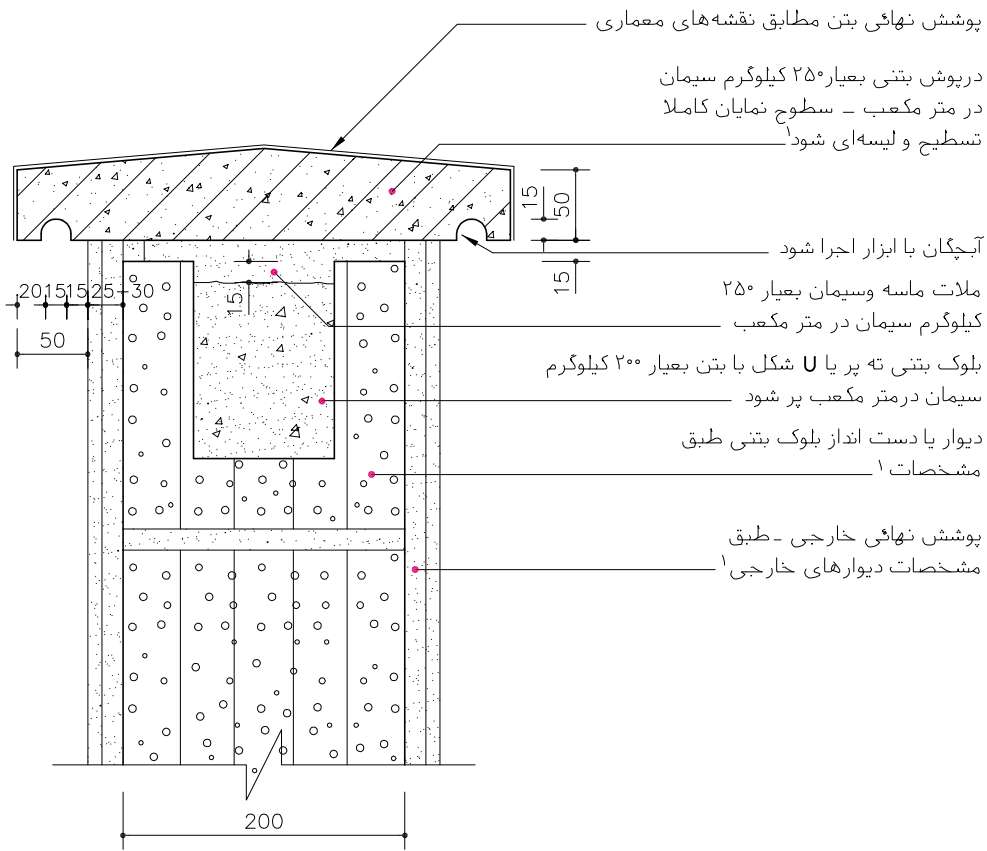 پوشش نهائی بتن مطابق نقشه‌های معماری
درپوش بتنی بعیار ۲۵۰ کیلوگرم سیمان
در متر مکعب – سطوح نمایان کاملا
تسطیح و لیسه‌ای شود۱
15
50
آبچگان با ابزار اجرا شود
15
ملات ماسه وسیمان بعیار ۲۵۰
کیلوگرم سیمان در متر مکعب
20 15 15 25-30
15
50
بلوک بتنی ته پر یا U شکل با بتن بعیار ۲۰۰ کیلوگرم
سیمان درمتر مکعب پر شود
دیوار یا دست انداز بلوک بتنی طبق
مشخصات ۱
پوشش نهائی خارجی – طبق
مشخصات دیوارهای خارجی۱
200